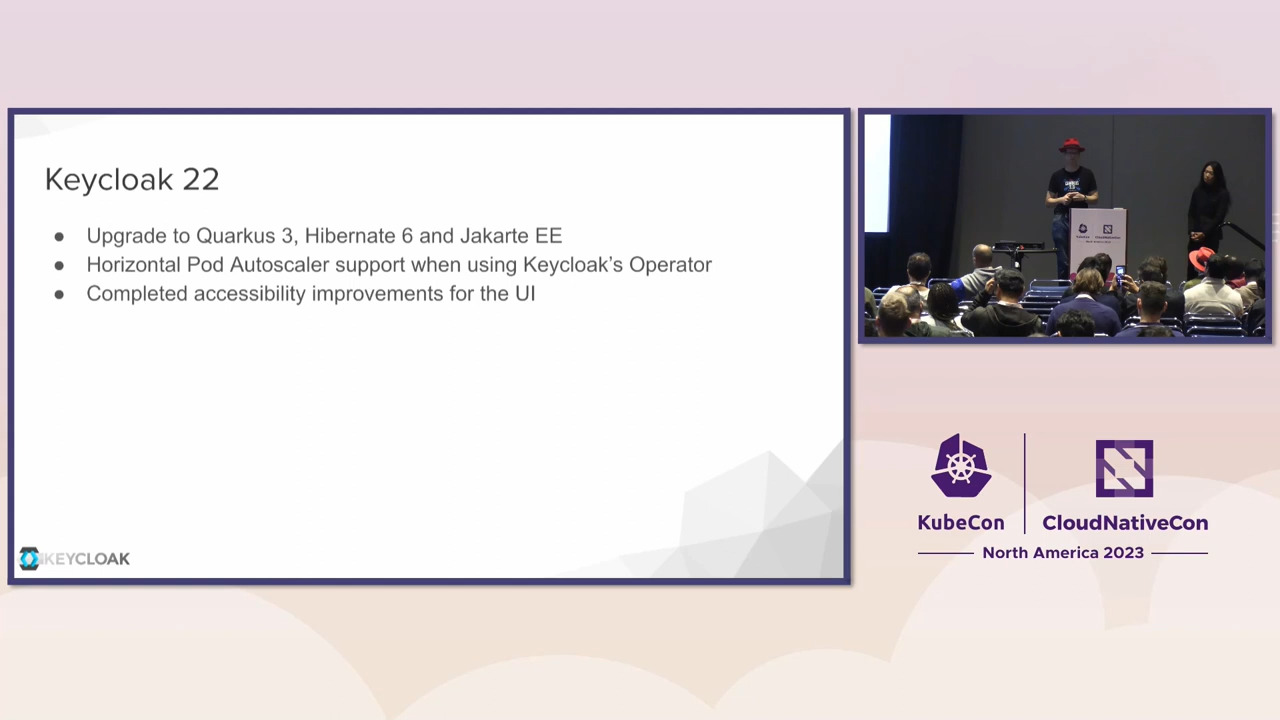 Keycloak 22
● Upgrade to Quarkus 3, Hibernate 6 and Jakarte EE
● Horizontal Pod Autoscaler support when using Keycloak's Operator
● Completed accessibility improvements for the UI
KEYCLOAK
KubeCon
CloudNativeCon
North America 2023